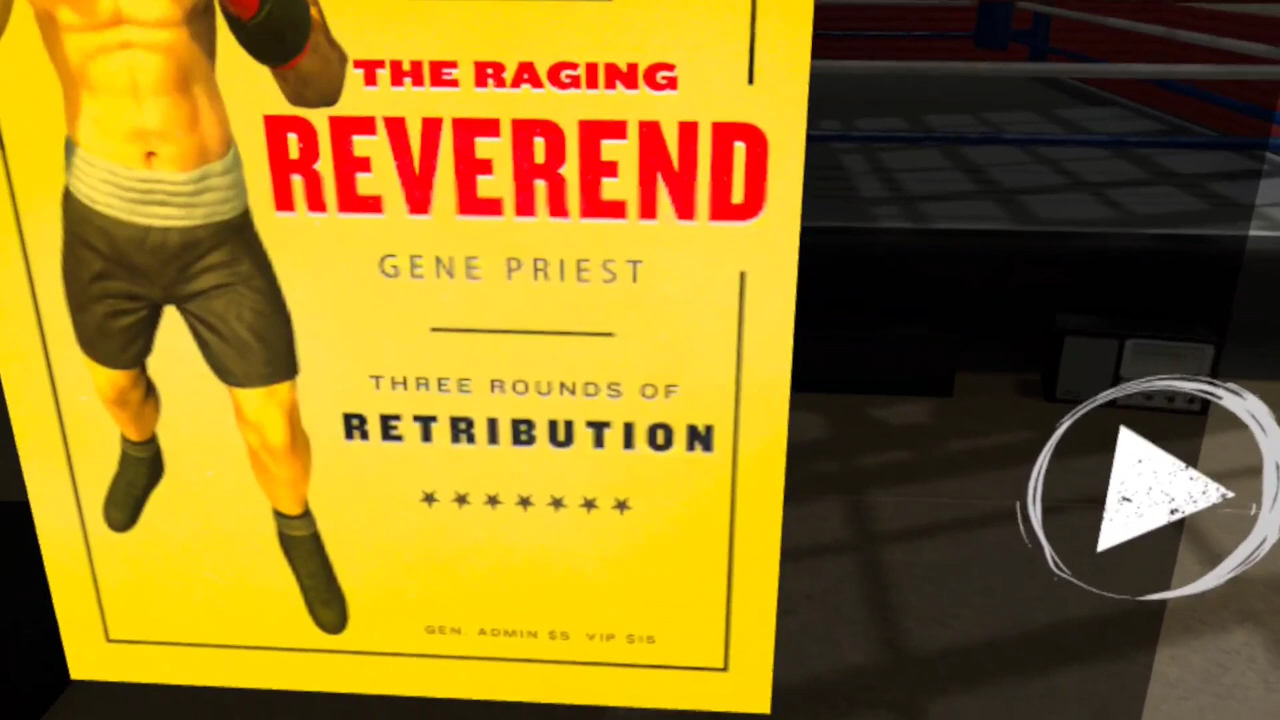 THE RAGING
REVEREND
GENE PRIEST
THREE ROUNDS OF
RETRIBUTION
GEN. ADMIN $5 VIP $15